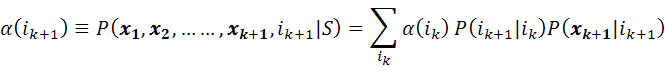 α(i_{k+1}) ≡ P(x_1, x_2, … …, x_{k+1}, i_{k+1}|S) = ∑_{i_k} α(i_k) P(i_{k+1}|i_k)P(x_{k+1}|i_{k+1})